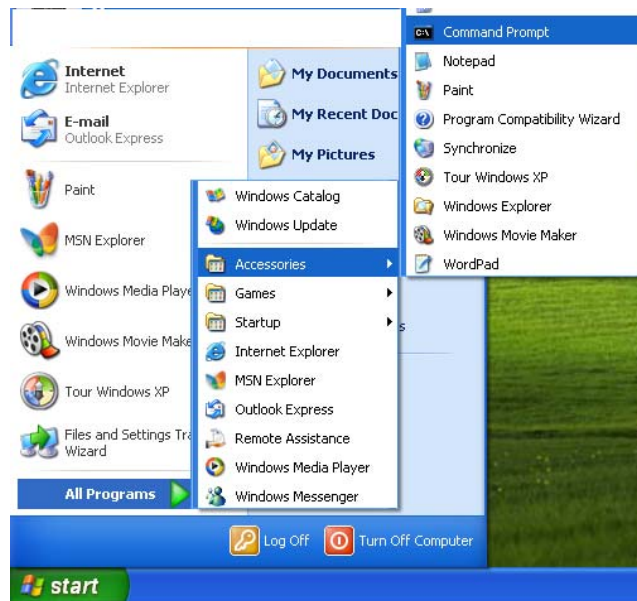 Internet
Internet Explorer
E-mail
Outlook Express
Paint
MSN Explorer
Windows Media Playe
Windows Movie Make
Tour Windows XP
Files and Settings Tra
Wizard
All Programs
My Documents
My Recent Doc
My Pictures
Windows Catalog
Windows Update
Accessories
Games
Startup
Internet Explorer
MSN Explorer
Outlook Express
Remote Assistance
Windows Media Player
Windows Messenger
s
C:\
Command Prompt
Notepad
Paint
Program Compatibility Wizard
Synchronize
Tour Windows XP
Windows Explorer
Windows Movie Maker
WordPad
Log Off
Turn Off Computer
start